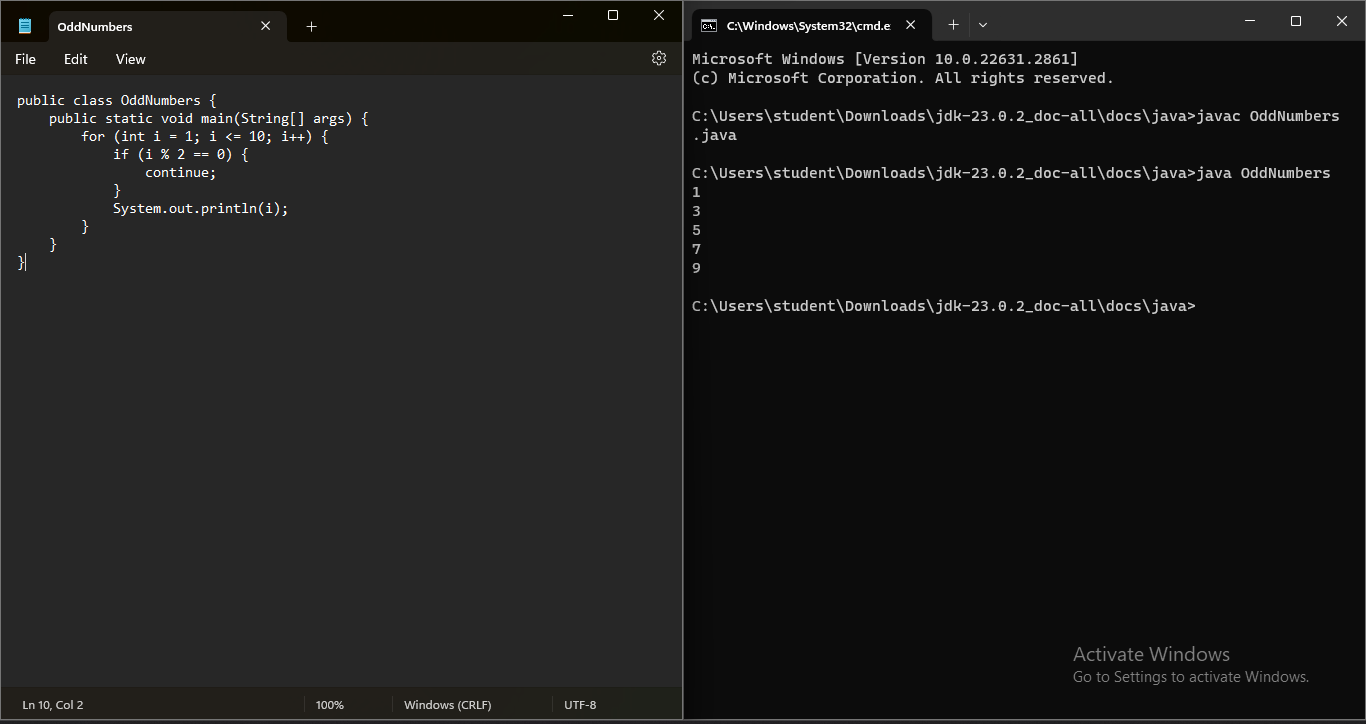 OddNumbers
File Edit View
public class OddNumbers {
    public static void main(String[] args) {
        for (int i = 1; i <= 10; i++) {
            if (i % 2 == 0) {
                continue;
            }
            System.out.println(i);
        }
    }
}
Ln 10, Col 2 100% Windows (CRLF) UTF-8
C:\Windows\System32\cmd.e
Microsoft Windows [Version 10.0.22631.2861]
(c) Microsoft Corporation. All rights reserved.
C:\Users\student\Downloads\jdk-23.0.2_doc-all\docs\java>javac OddNumbers
.java
C:\Users\student\Downloads\jdk-23.0.2_doc-all\docs\java>java OddNumbers
1
3
5
7
9
C:\Users\student\Downloads\jdk-23.0.2_doc-all\docs\java>
Activate Windows
Go to Settings to activate Windows.